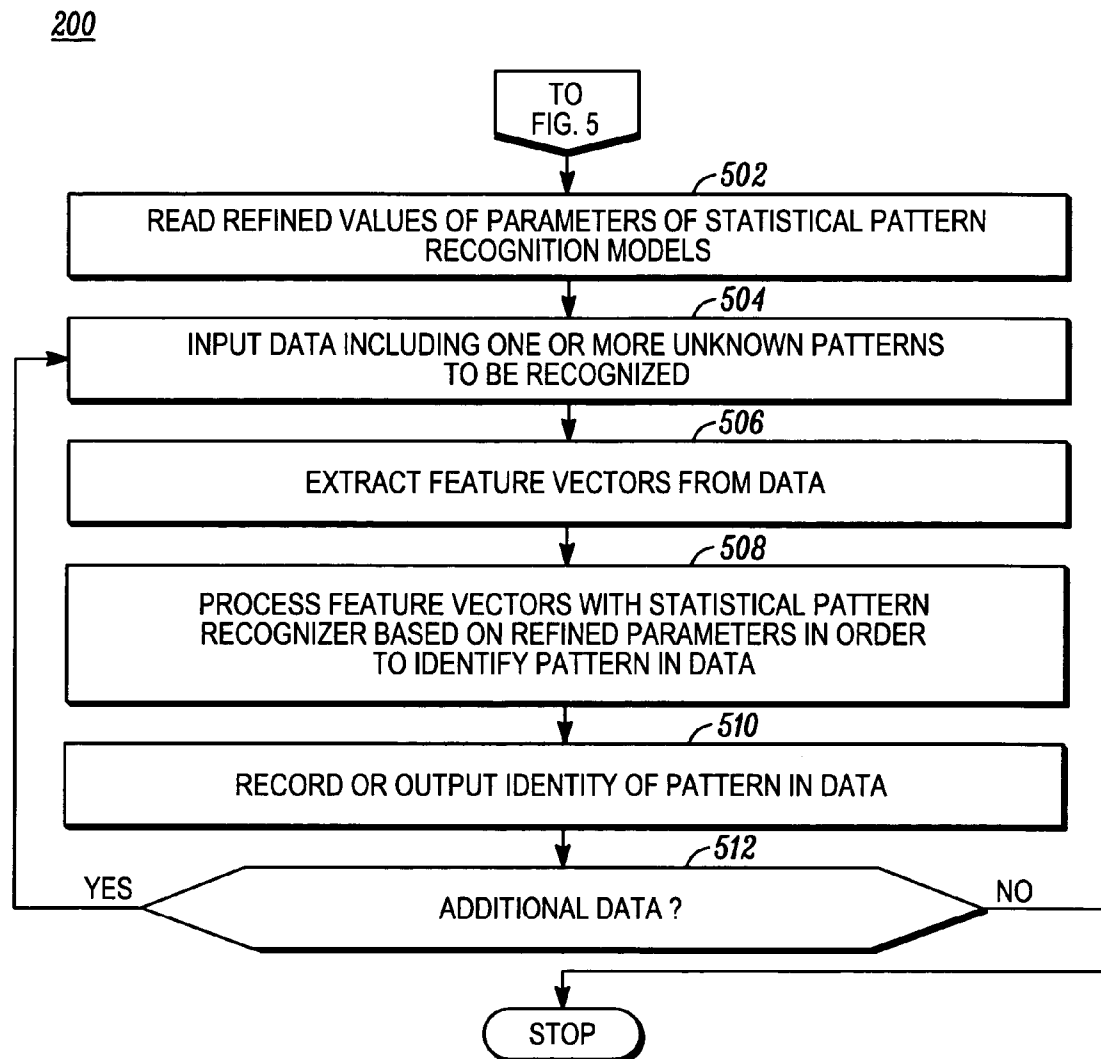 200
TO
FIG. 5
502
READ REFINED VALUES OF PARAMETERS OF STATISTICAL PATTERN
RECOGNITION MODELS
504
INPUT DATA INCLUDING ONE OR MORE UNKNOWN PATTERNS
TO BE RECOGNIZED
506
EXTRACT FEATURE VECTORS FROM DATA
508
PROCESS FEATURE VECTORS WITH STATISTICAL PATTERN
RECOGNIZER BASED ON REFINED PARAMETERS IN ORDER
TO IDENTIFY PATTERN IN DATA
510
RECORD OR OUTPUT IDENTITY OF PATTERN IN DATA
512
YES
ADDITIONAL DATA ?
NO
STOP